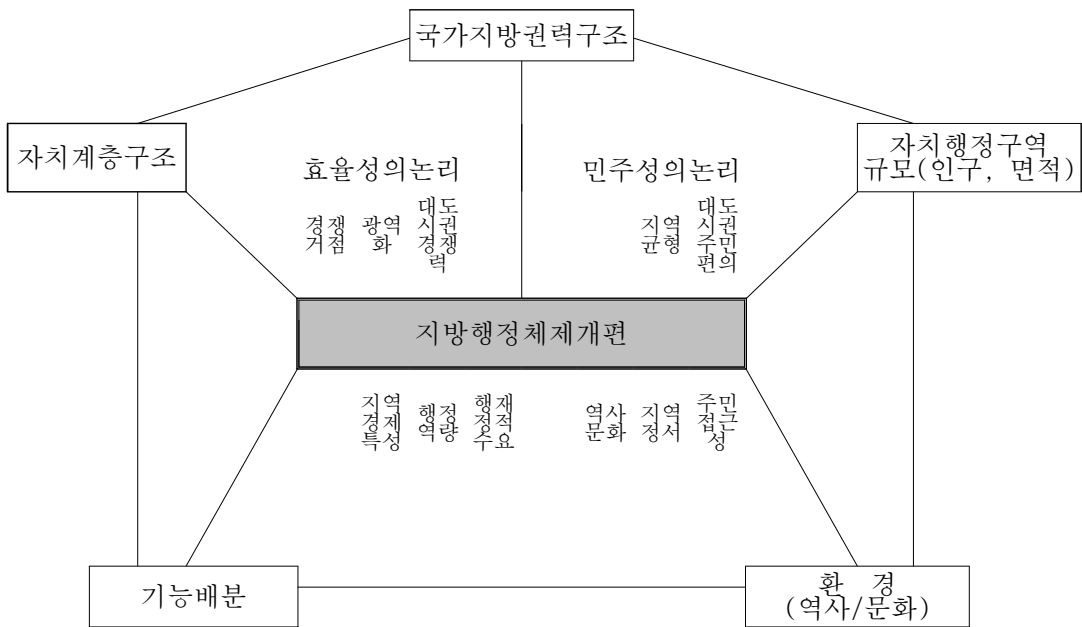 국가지방권력구조
자치계층구조
자치행정구역
규모(인구, 면적)
효율성의논리
민주성의논리
경쟁
거점
광역
화
대도
시권
경쟁
력
지역
균형
대도
시권
주민
편의
지방행정체제개편
지역
경제
특성
행정
역량
행재
정적
수요
역사
문화
지역
정서
주민
접근
성
기능배분
환 경
(역사/문화)